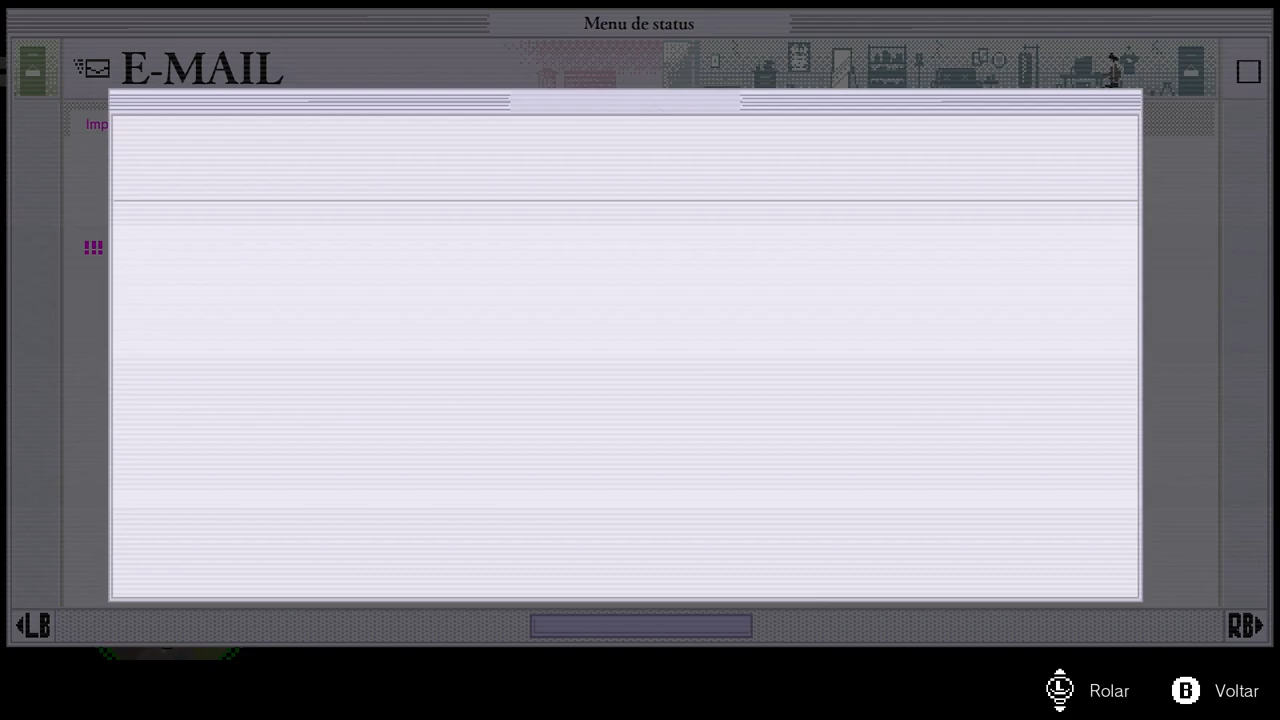 Menu de status
E-MAIL
Imp
!!!
LB
RB
L Rolar
B Voltar